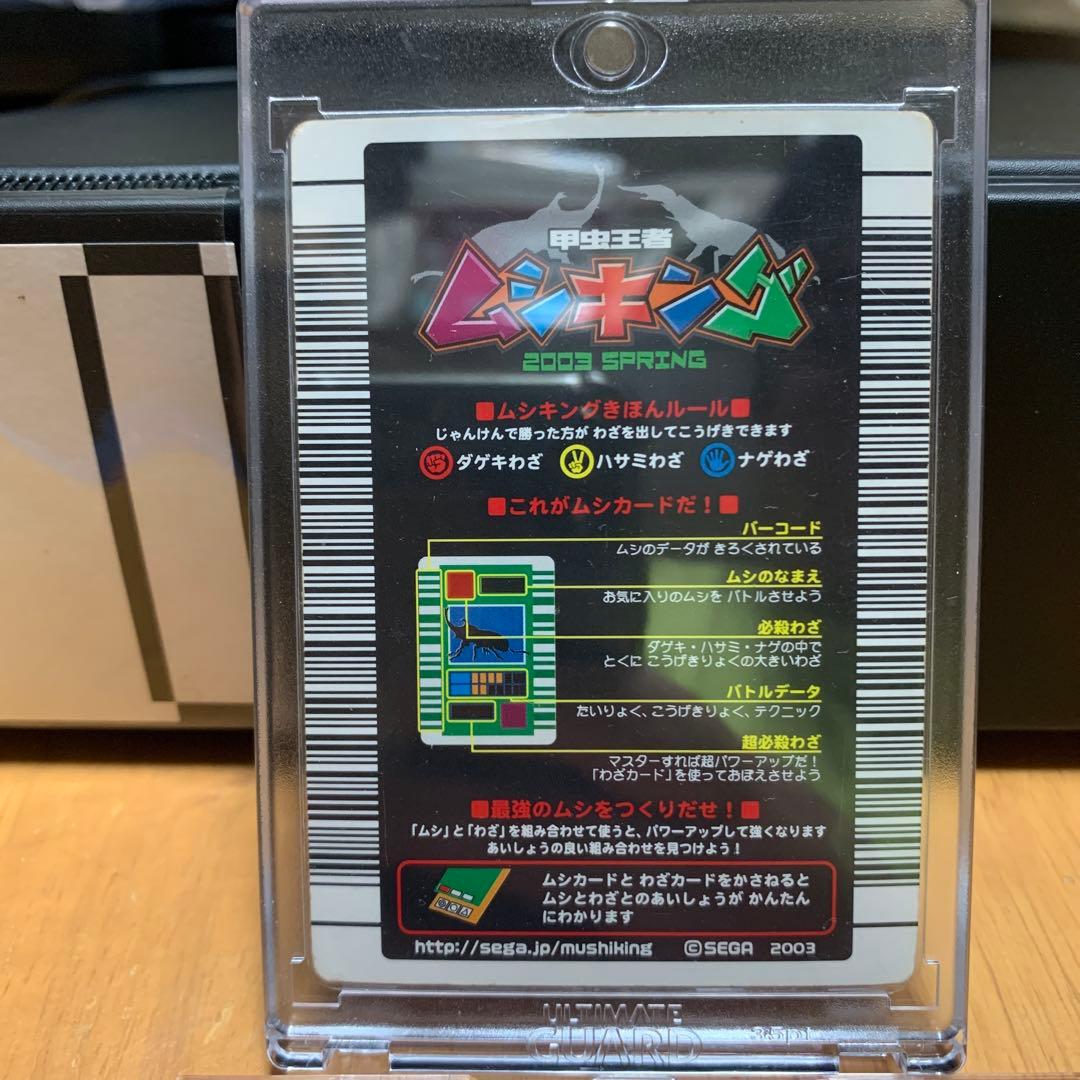 甲虫王者
ムシキング
2003 SPRING
■ムシキングきほんルール■
じゃんけんで勝った方が わざを出してこうげきできます
ダゲキわざ ハサミわざ ナゲわざ
■これがムシカードだ！■
バーコード
ムシのデータが きろくされている
ムシのなまえ
お気に入りのムシを バトルさせよう
必殺わざ
ダゲキ・ハサミ・ナゲの中で
とくに こうげきりょくの大きいわざ
バトルデータ
たいりょく、こうげきりょく、テクニック
超必殺わざ
マスターすれば超パワーアップだ！
「わざカード」を使っておぼえさせよう
■最強のムシをつくりだせ！■
「ムシ」と「わざ」を組み合わせて使うと、パワーアップして強くなります
あいしょうの良い組み合わせを見つけよう！
ムシカードと わざカードをかさねると
ムシとわざとのあいしょうが かんたん
にわかります
http://sega.jp/mushiking ©SEGA 2003
ULTIMATE
GUARD 35pt